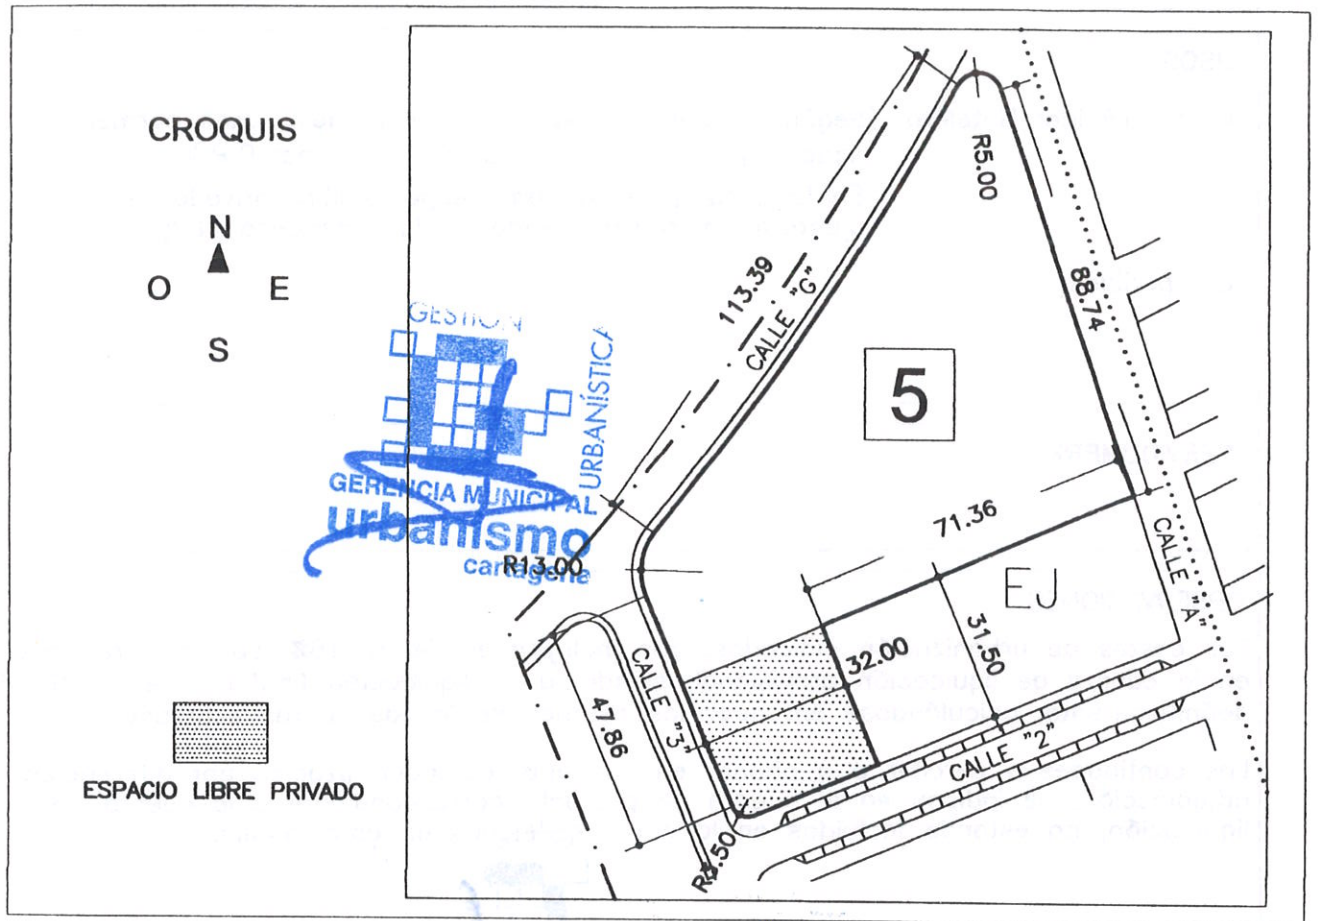 CROQUIS
N
O E
S
ESPACIO LIBRE PRIVADO
GESTIÓN
URBANÍSTICA
GERENCIA MUNICIPAL
urbanismo
cartagena
R5.00
113.39
CALLE "G"
88.74
5
71.36
CALLE "A"
R13.00
EJ
31.50
32.00
CALLE "3"
47.86
CALLE "2"